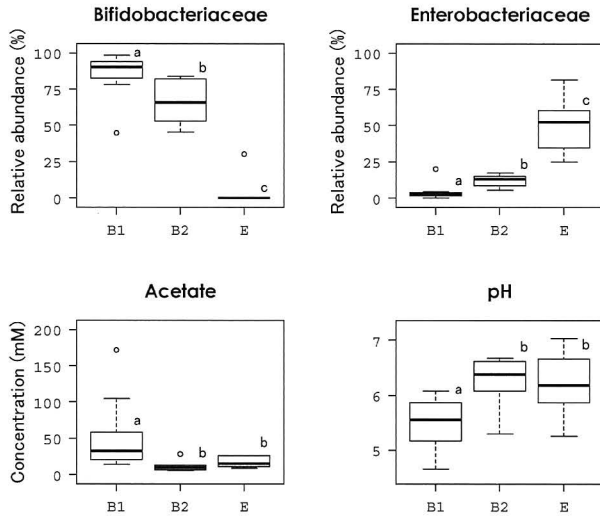 Bifidobacteriaceae
Relative abundance (%)
100
75
50
25
0
a
b
c
B1 B2 E
Enterobacteriaceae
Relative abundance (%)
100
75
50
25
0
a
b
c
B1 B2 E
Acetate
Concentration (mM)
200
150
100
50
0
a
b
b
B1 B2 E
pH
7
6
5
a
b
b
B1 B2 E